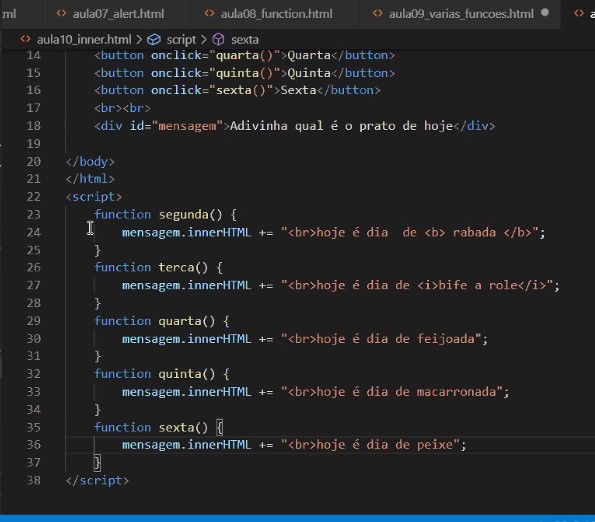 ml aula07_alert.html aula08_function.html aula09_varias_funcoes.html
aula10_inner.html > script > sexta
14 <button onclick="quarta()">Quarta</button>
15 <button onclick="quinta()">Quinta</button>
16 <button onclick="sexta()">Sexta</button>
17 <br><br>
18 <div id="mensagem">Adivinha qual é o prato de hoje</div>
19
20 </body>
21 </html>
22 <script>
23 function segunda() {
24 mensagem.innerHTML += "<br>hoje é dia  de <b> rabada </b>";
25 }
26 function terca() {
27 mensagem.innerHTML += "<br>hoje é dia de <i>bife a role</i>";
28 }
29 function quarta() {
30 mensagem.innerHTML += "<br>hoje é dia de feijoada";
31 }
32 function quinta() {
33 mensagem.innerHTML += "<br>hoje é dia de macarronada";
34 }
35 function sexta() {
36 mensagem.innerHTML += "<br>hoje é dia de peixe";
37 }
38 </script>